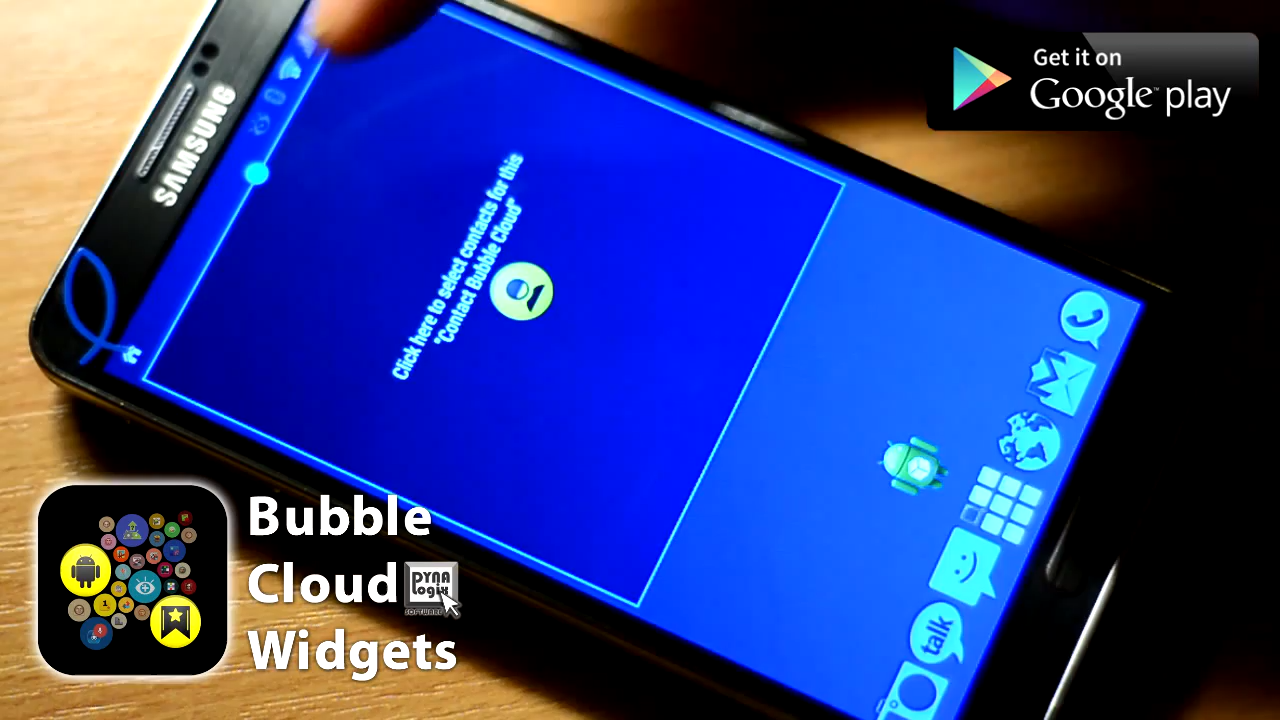 Get it on
Google play
SAMSUNG
Click here to select contacts for this
"Contact Bubble Cloud"
talk
Bubble
Cloud
DYNA
logix
SOFTWARE
Widgets